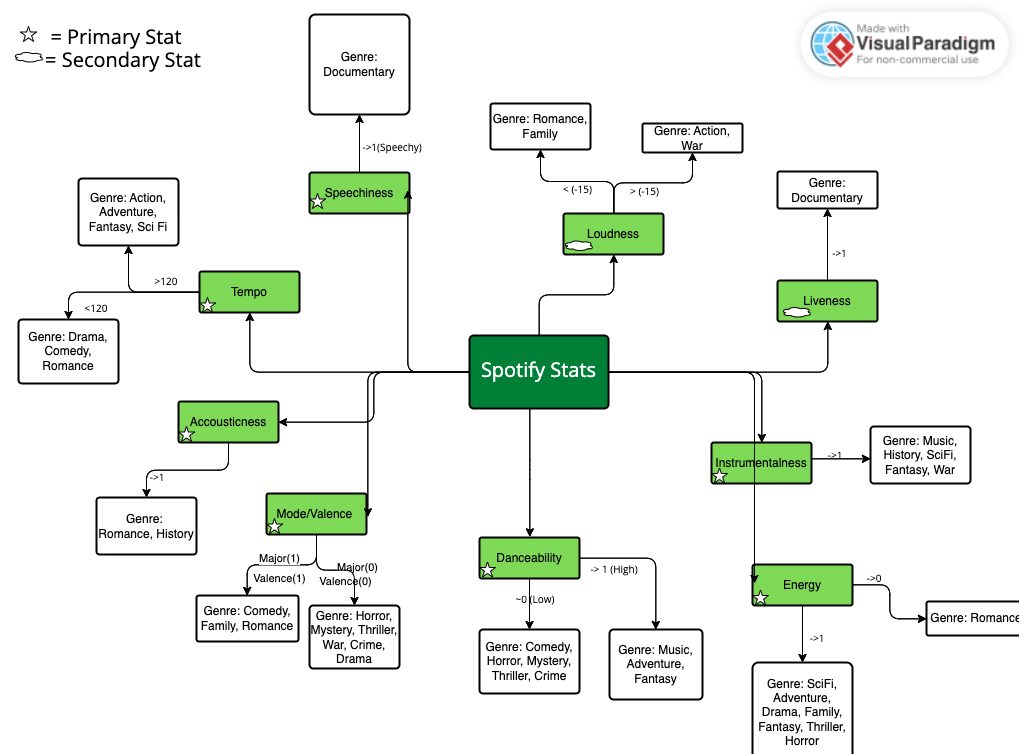 = Primary Stat
= Secondary Stat
Made with
Visual Paradigm
For non-commercial use
Genre:
Documentary
->1(Speechy)
Speechiness
Genre: Romance,
Family
Genre: Action,
War
< (-15)
> (-15)
Loudness
Genre:
Documentary
->1
Liveness
Genre: Action,
Adventure,
Fantasy, Sci Fi
>120
Tempo
<120
Genre: Drama,
Comedy,
Romance
Spotify Stats
Accousticness
->1
Genre:
Romance, History
Mode/Valence
Major(1)
Valence(1)
Major(0)
Valence(0)
Genre: Comedy,
Family, Romance
Genre: Horror,
Mystery, Thriller,
War, Crime,
Drama
Danceability
-> 1 (High)
~0 (Low)
Genre: Comedy,
Horror, Mystery,
Thriller, Crime
Genre: Music,
Adventure,
Fantasy
Instrumentalness
->1
Genre: Music,
History, SciFi,
Fantasy, War
Energy
->0
Genre: Romance
->1
Genre: SciFi,
Adventure,
Drama, Family,
Fantasy, Thriller,
Horror